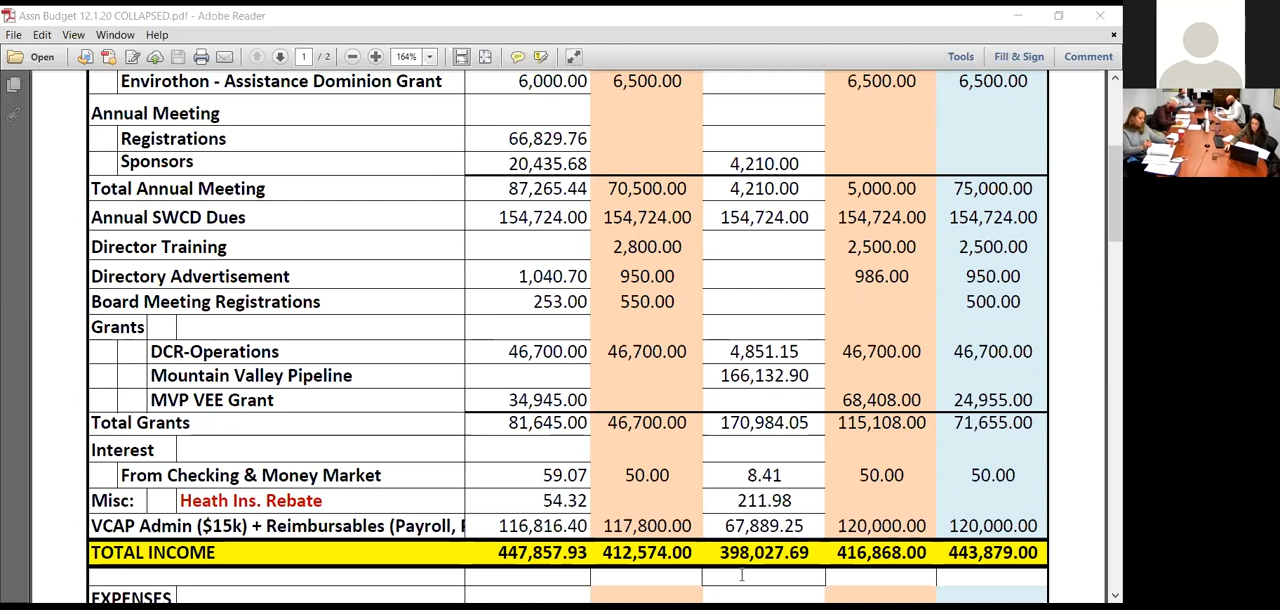 Assn Budget 12.1.20 COLLAPSED.pdf - Adobe Reader
File Edit View Window Help
Open 1 / 2 164% Tools Fill & Sign Comment
Envirothon - Assistance Dominion Grant 6,000.00 6,500.00 6,500.00 6,500.00
Annual Meeting
Registrations 66,829.76
Sponsors 20,435.68 4,210.00
Total Annual Meeting 87,265.44 70,500.00 4,210.00 5,000.00 75,000.00
Annual SWCD Dues 154,724.00 154,724.00 154,724.00 154,724.00 154,724.00
Director Training 2,800.00 2,500.00 2,500.00
Directory Advertisement 1,040.70 950.00 986.00 950.00
Board Meeting Registrations 253.00 550.00 500.00
Grants
DCR-Operations 46,700.00 46,700.00 4,851.15 46,700.00 46,700.00
Mountain Valley Pipeline 166,132.90
MVP VEE Grant 34,945.00 68,408.00 24,955.00
Total Grants 81,645.00 46,700.00 170,984.05 115,108.00 71,655.00
Interest
From Checking & Money Market 59.07 50.00 8.41 50.00 50.00
Misc: Heath Ins. Rebate 54.32 211.98
VCAP Admin ($15k) + Reimbursables (Payroll, 116,816.40 117,800.00 67,889.25 120,000.00 120,000.00
TOTAL INCOME 447,857.93 412,574.00 398,027.69 416,868.00 443,879.00
EXPENSES